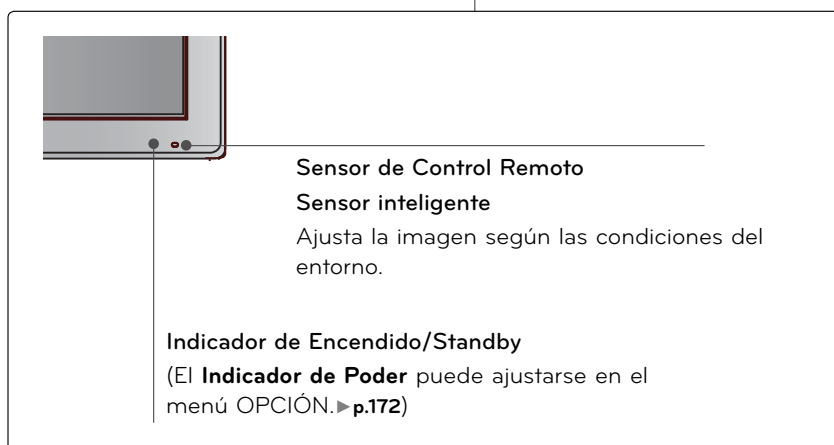 Sensor de Control Remoto
Sensor inteligente
Ajusta la imagen según las condiciones del
entorno.
Indicador de Encendido/Standby
(El Indicador de Poder puede ajustarse en el
menú OPCIÓN.►p.172)